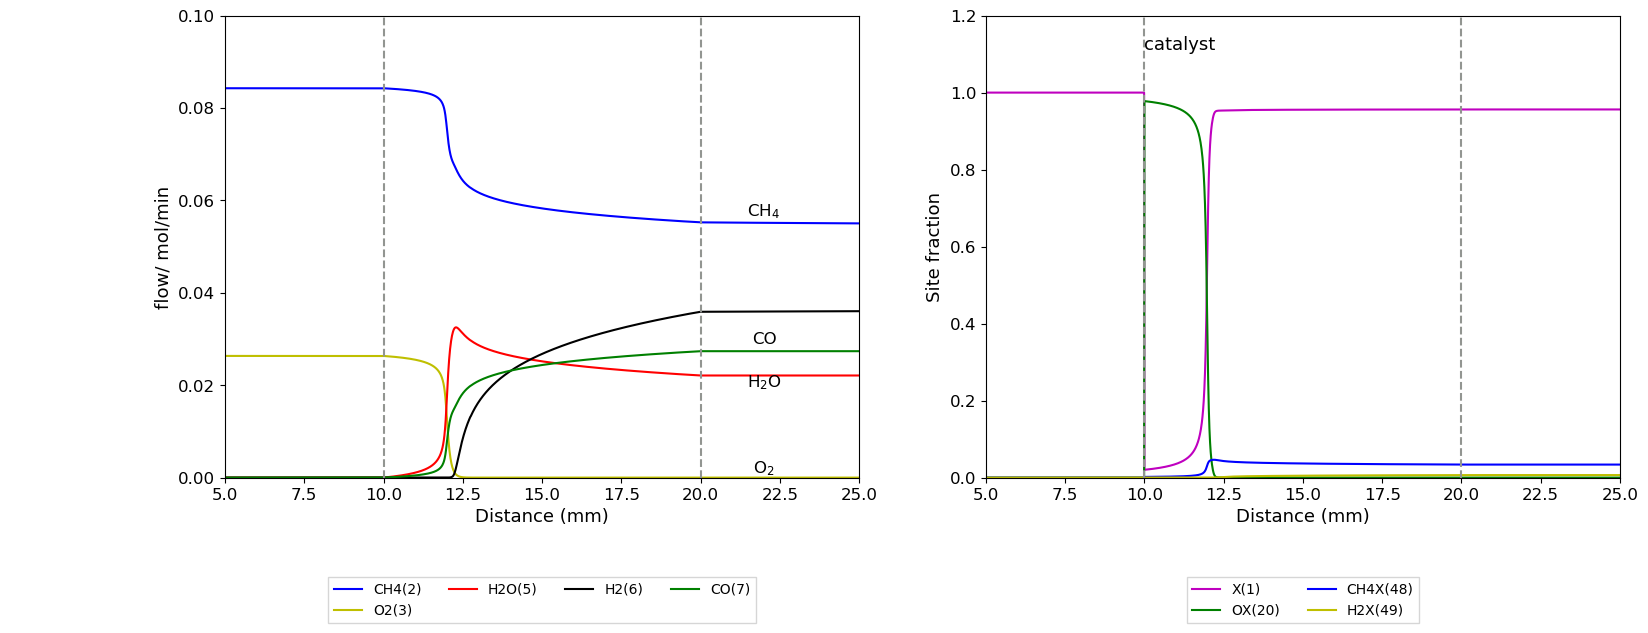 0.10
0.08
0.06
0.04
0.02
0.00
flow/ mol/min
CH₄
CO
H₂O
O₂
5.0 7.5 10.0 12.5 15.0 17.5 20.0 22.5 25.0
Distance (mm)
CH4(2) H2O(5) H2(6) CO(7)
O2(3)
1.2
1.0
0.8
0.6
0.4
0.2
0.0
Site fraction
catalyst
5.0 7.5 10.0 12.5 15.0 17.5 20.0 22.5 25.0
Distance (mm)
X(1) CH4X(48)
OX(20) H2X(49)